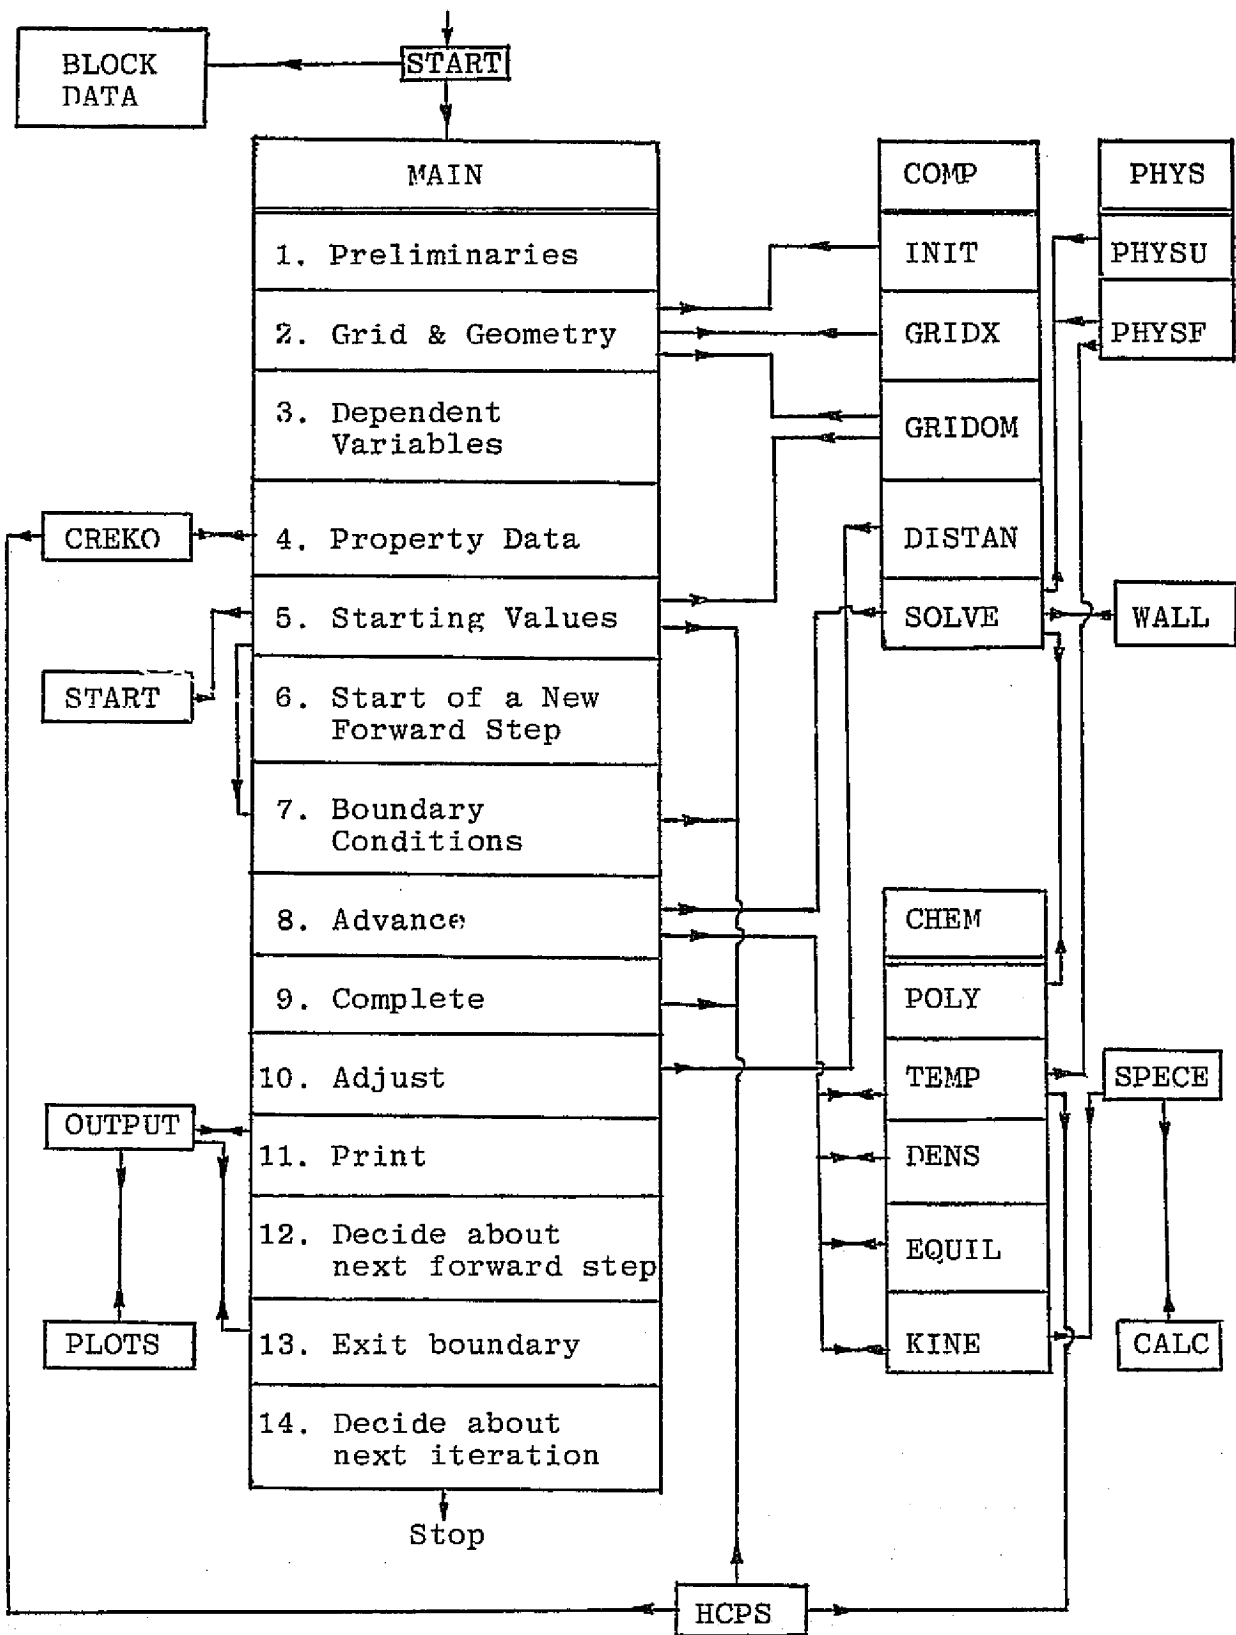 START
BLOCK
DATA
MAIN
1. Preliminaries
2. Grid & Geometry
3. Dependent
Variables
4. Property Data
5. Starting Values
6. Start of a New
Forward Step
7. Boundary
Conditions
8. Advance
9. Complete
10. Adjust
11. Print
12. Decide about
next forward step
13. Exit boundary
14. Decide about
next iteration
Stop
CREKO
START
OUTPUT
PLOTS
COMP
INIT
GRIDX
GRIDOM
DISTAN
SOLVE
PHYS
PHYSU
PHYSF
WALL
CHEM
POLY
TEMP
DENS
EQUIL
KINE
SPECE
CALC
HCPS